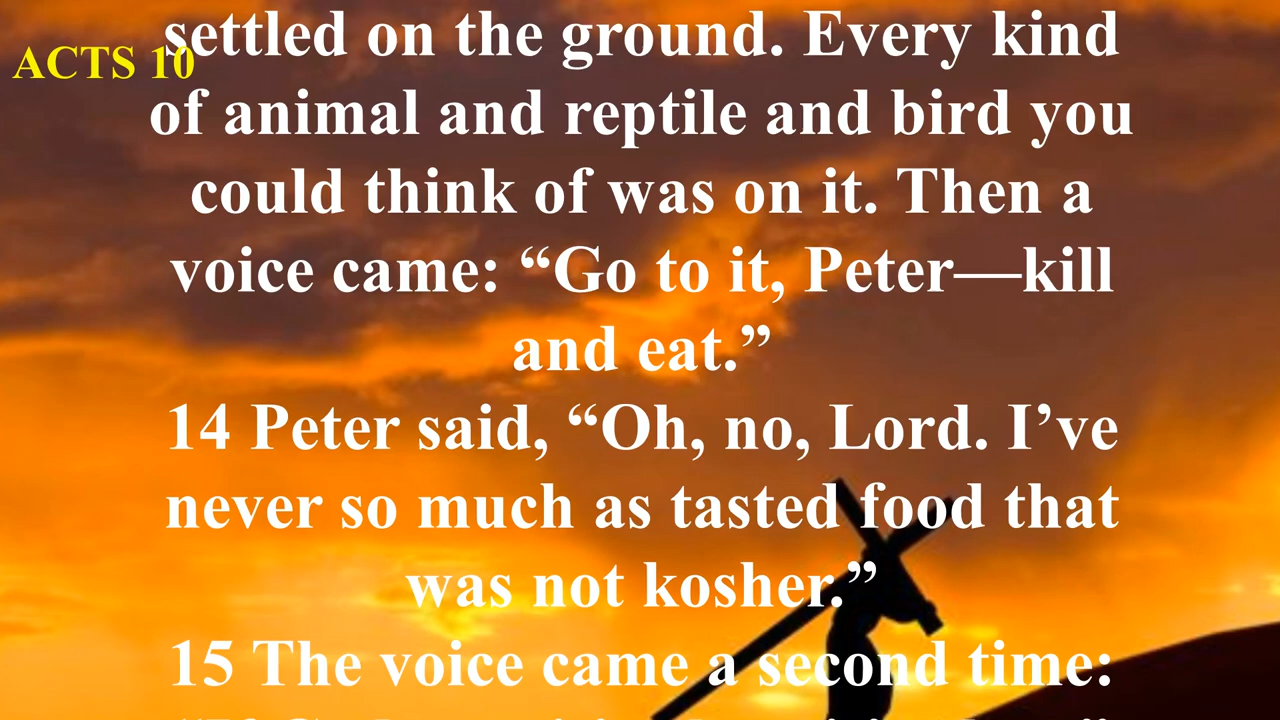 ACTS 10
settled on the ground. Every kind
of animal and reptile and bird you
could think of was on it. Then a
voice came: “Go to it, Peter—kill
and eat.”
14 Peter said, “Oh, no, Lord. I’ve
never so much as tasted food that
was not kosher.”
15 The voice came a second time: